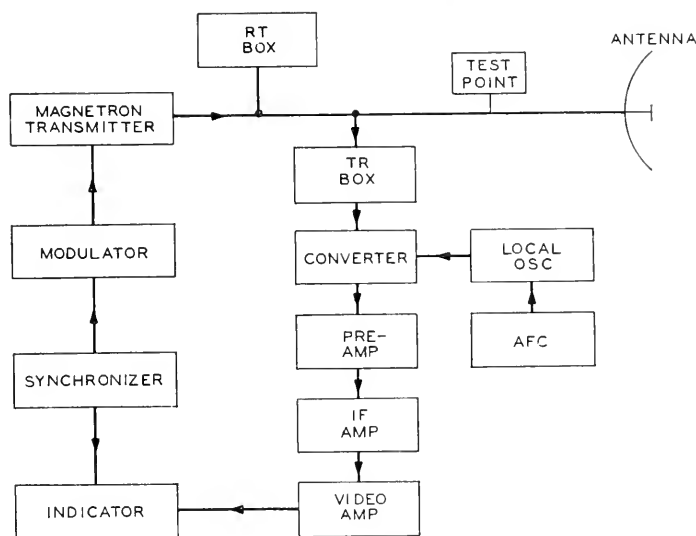 RT
BOX
ANTENNA
TEST
POINT
MAGNETRON
TRANSMITTER
TR
BOX
MODULATOR
CONVERTER
LOCAL
OSC
PRE-
AMP
AFC
SYNCHRONIZER
IF
AMP
INDICATOR
VIDEO
AMP